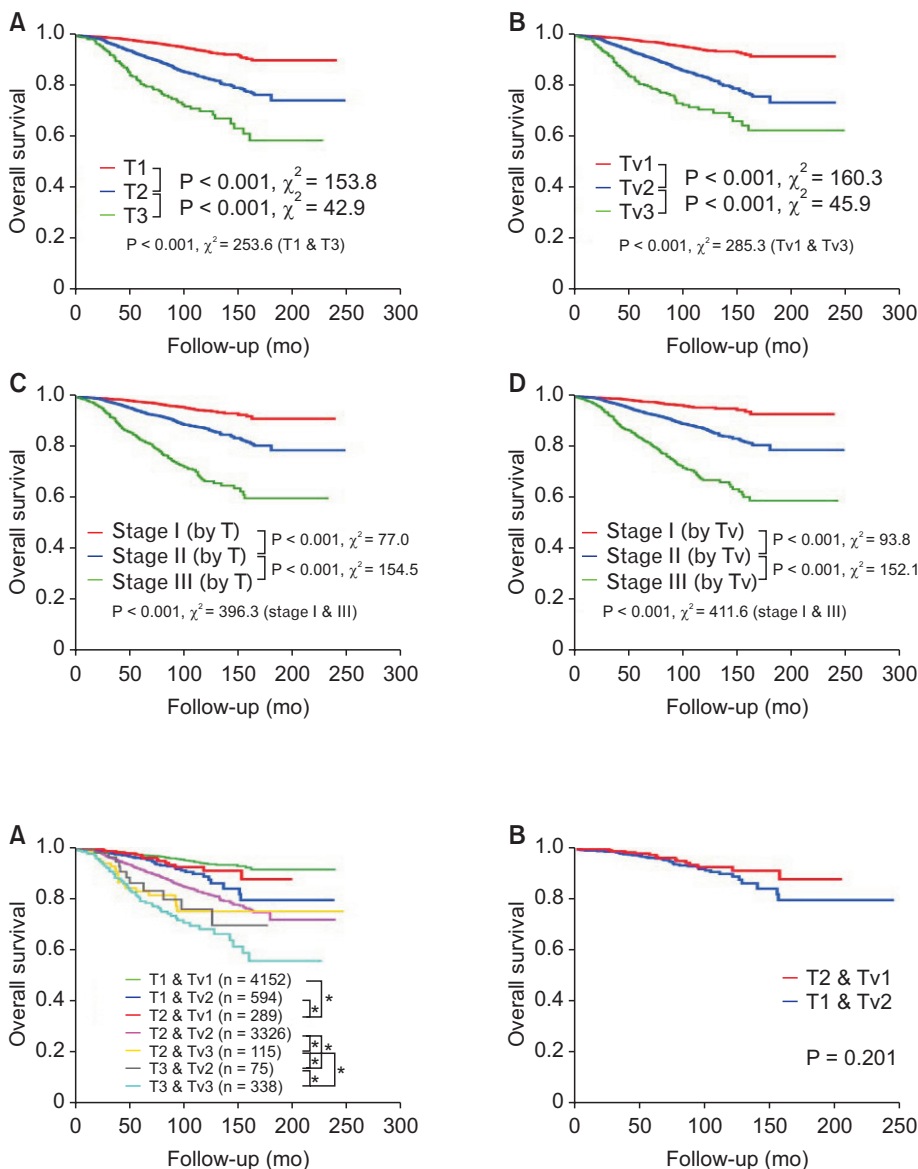 A
Overall survival
1.0
0.8
0.6
0.4
0.2
0
T1
T2
T3
P < 0.001, χ² = 153.8
P < 0.001, χ² = 42.9
P < 0.001, χ² = 253.6 (T1 & T3)
0 50 100 150 200 250 300
Follow-up (mo)
B
Overall survival
1.0
0.8
0.6
0.4
0.2
0
Tv1
Tv2
Tv3
P < 0.001, χ² = 160.3
P < 0.001, χ² = 45.9
P < 0.001, χ² = 285.3 (Tv1 & Tv3)
0 50 100 150 200 250 300
Follow-up (mo)
C
Overall survival
1.0
0.8
0.6
0.4
0.2
0
Stage I (by T)
Stage II (by T)
Stage III (by T)
P < 0.001, χ² = 77.0
P < 0.001, χ² = 154.5
P < 0.001, χ² = 396.3 (stage I & III)
0 50 100 150 200 250 300
Follow-up (mo)
D
Overall survival
1.0
0.8
0.6
0.4
0.2
0
Stage I (by Tv)
Stage II (by Tv)
Stage III (by Tv)
P < 0.001, χ² = 93.8
P < 0.001, χ² = 152.1
P < 0.001, χ² = 411.6 (stage I & III)
0 50 100 150 200 250 300
Follow-up (mo)
A
Overall survival
1.0
0.8
0.6
0.4
0.2
0
T1 & Tv1 (n = 4152)
T1 & Tv2 (n = 594)
T2 & Tv1 (n = 289)
T2 & Tv2 (n = 3326)
T2 & Tv3 (n = 115)
T3 & Tv2 (n = 75)
T3 & Tv3 (n = 338)
*
*
*
*
*
*
*
0 50 100 150 200 250 300
Follow-up (mo)
B
Overall survival
1.0
0.8
0.6
0.4
0.2
0
T2 & Tv1
T1 & Tv2
P = 0.201
0 50 100 150 200 250
Follow-up (mo)